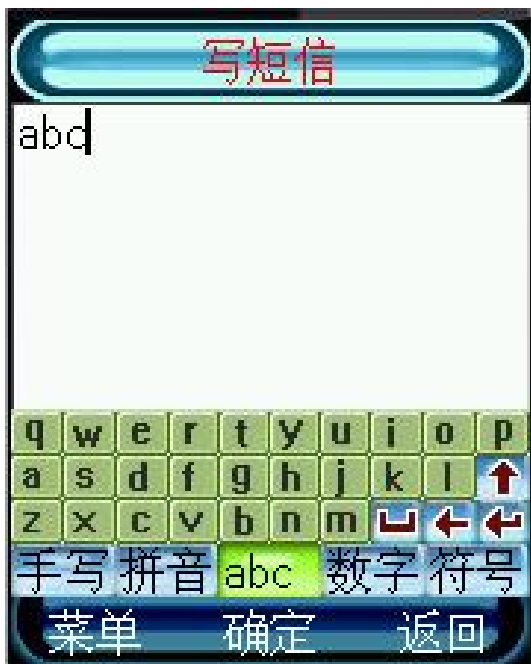 写短信
abc
q w e r t y u i o p
a s d f g h j k l
z x c v b n m
手写 拼音 abc 数字 符号
菜单 确定 返回